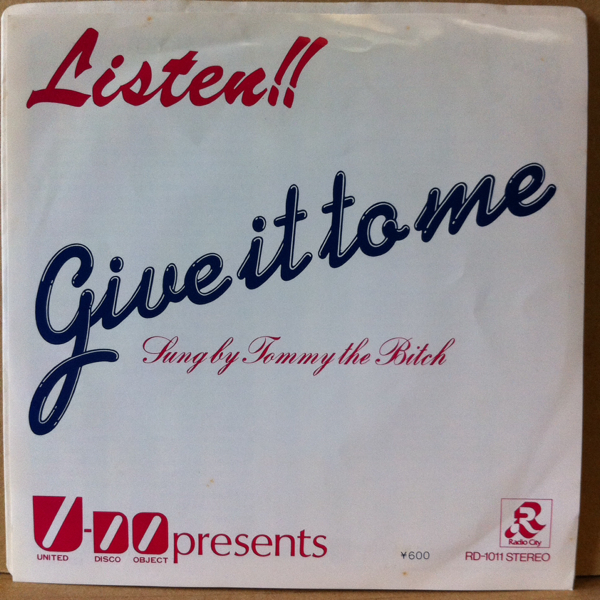 Listen!!
Give it to me
Sung by Tommy the Bitch
U-DO presents
UNITED DISCO OBJECT
¥600
R
Radio City
RD-1011 STEREO